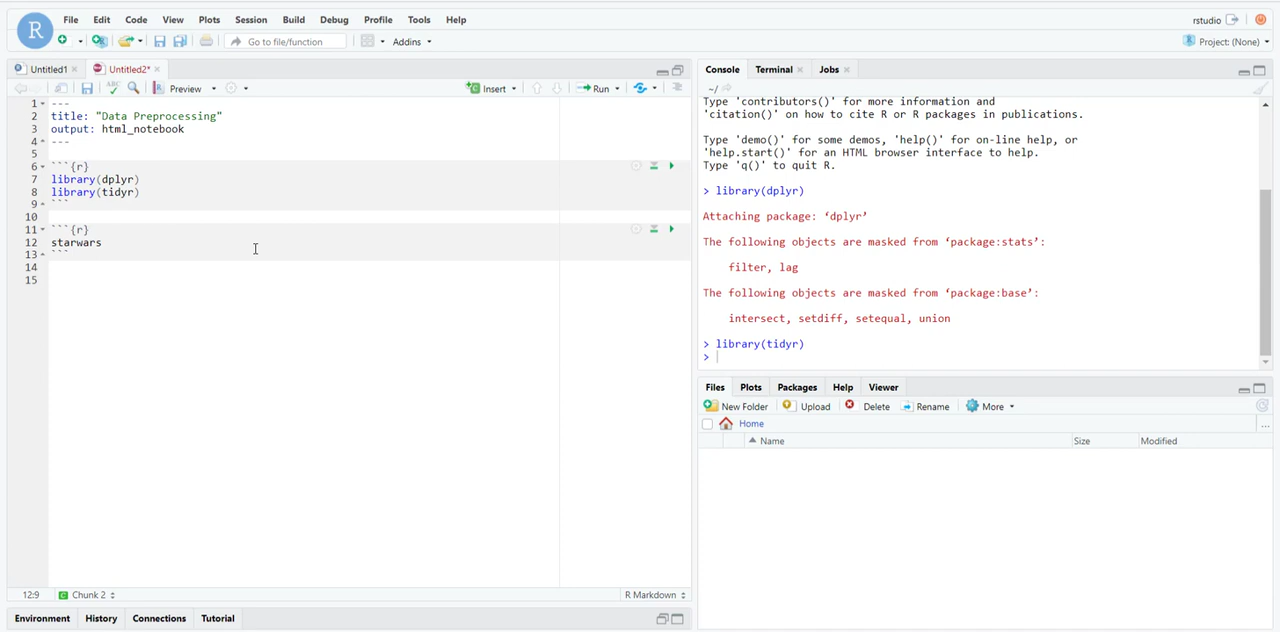 R File Edit Code View Plots Session Build Debug Profile Tools Help rstudio
Go to file/function Addins Project: (None)
Untitled1 Untitled2*
ABC Preview Insert Run
1 ---
2 title: "Data Preprocessing"
3 output: html_notebook
4 ---
5
6 ```{r}
7 library(dplyr)
8 library(tidyr)
9 ```
10
11 ```{r}
12 starwars
13 ```
14
15
12:9 Chunk 2 R Markdown
Environment History Connections Tutorial
Console Terminal Jobs
~/
Type 'contributors()' for more information and
'citation()' on how to cite R or R packages in publications.
Type 'demo()' for some demos, 'help()' for on-line help, or
'help.start()' for an HTML browser interface to help.
Type 'q()' to quit R.
> library(dplyr)
Attaching package: ‘dplyr’
The following objects are masked from ‘package:stats’:
filter, lag
The following objects are masked from ‘package:base’:
intersect, setdiff, setequal, union
> library(tidyr)
>
Files Plots Packages Help Viewer
New Folder Upload Delete Rename More
Home ...
Name Size Modified